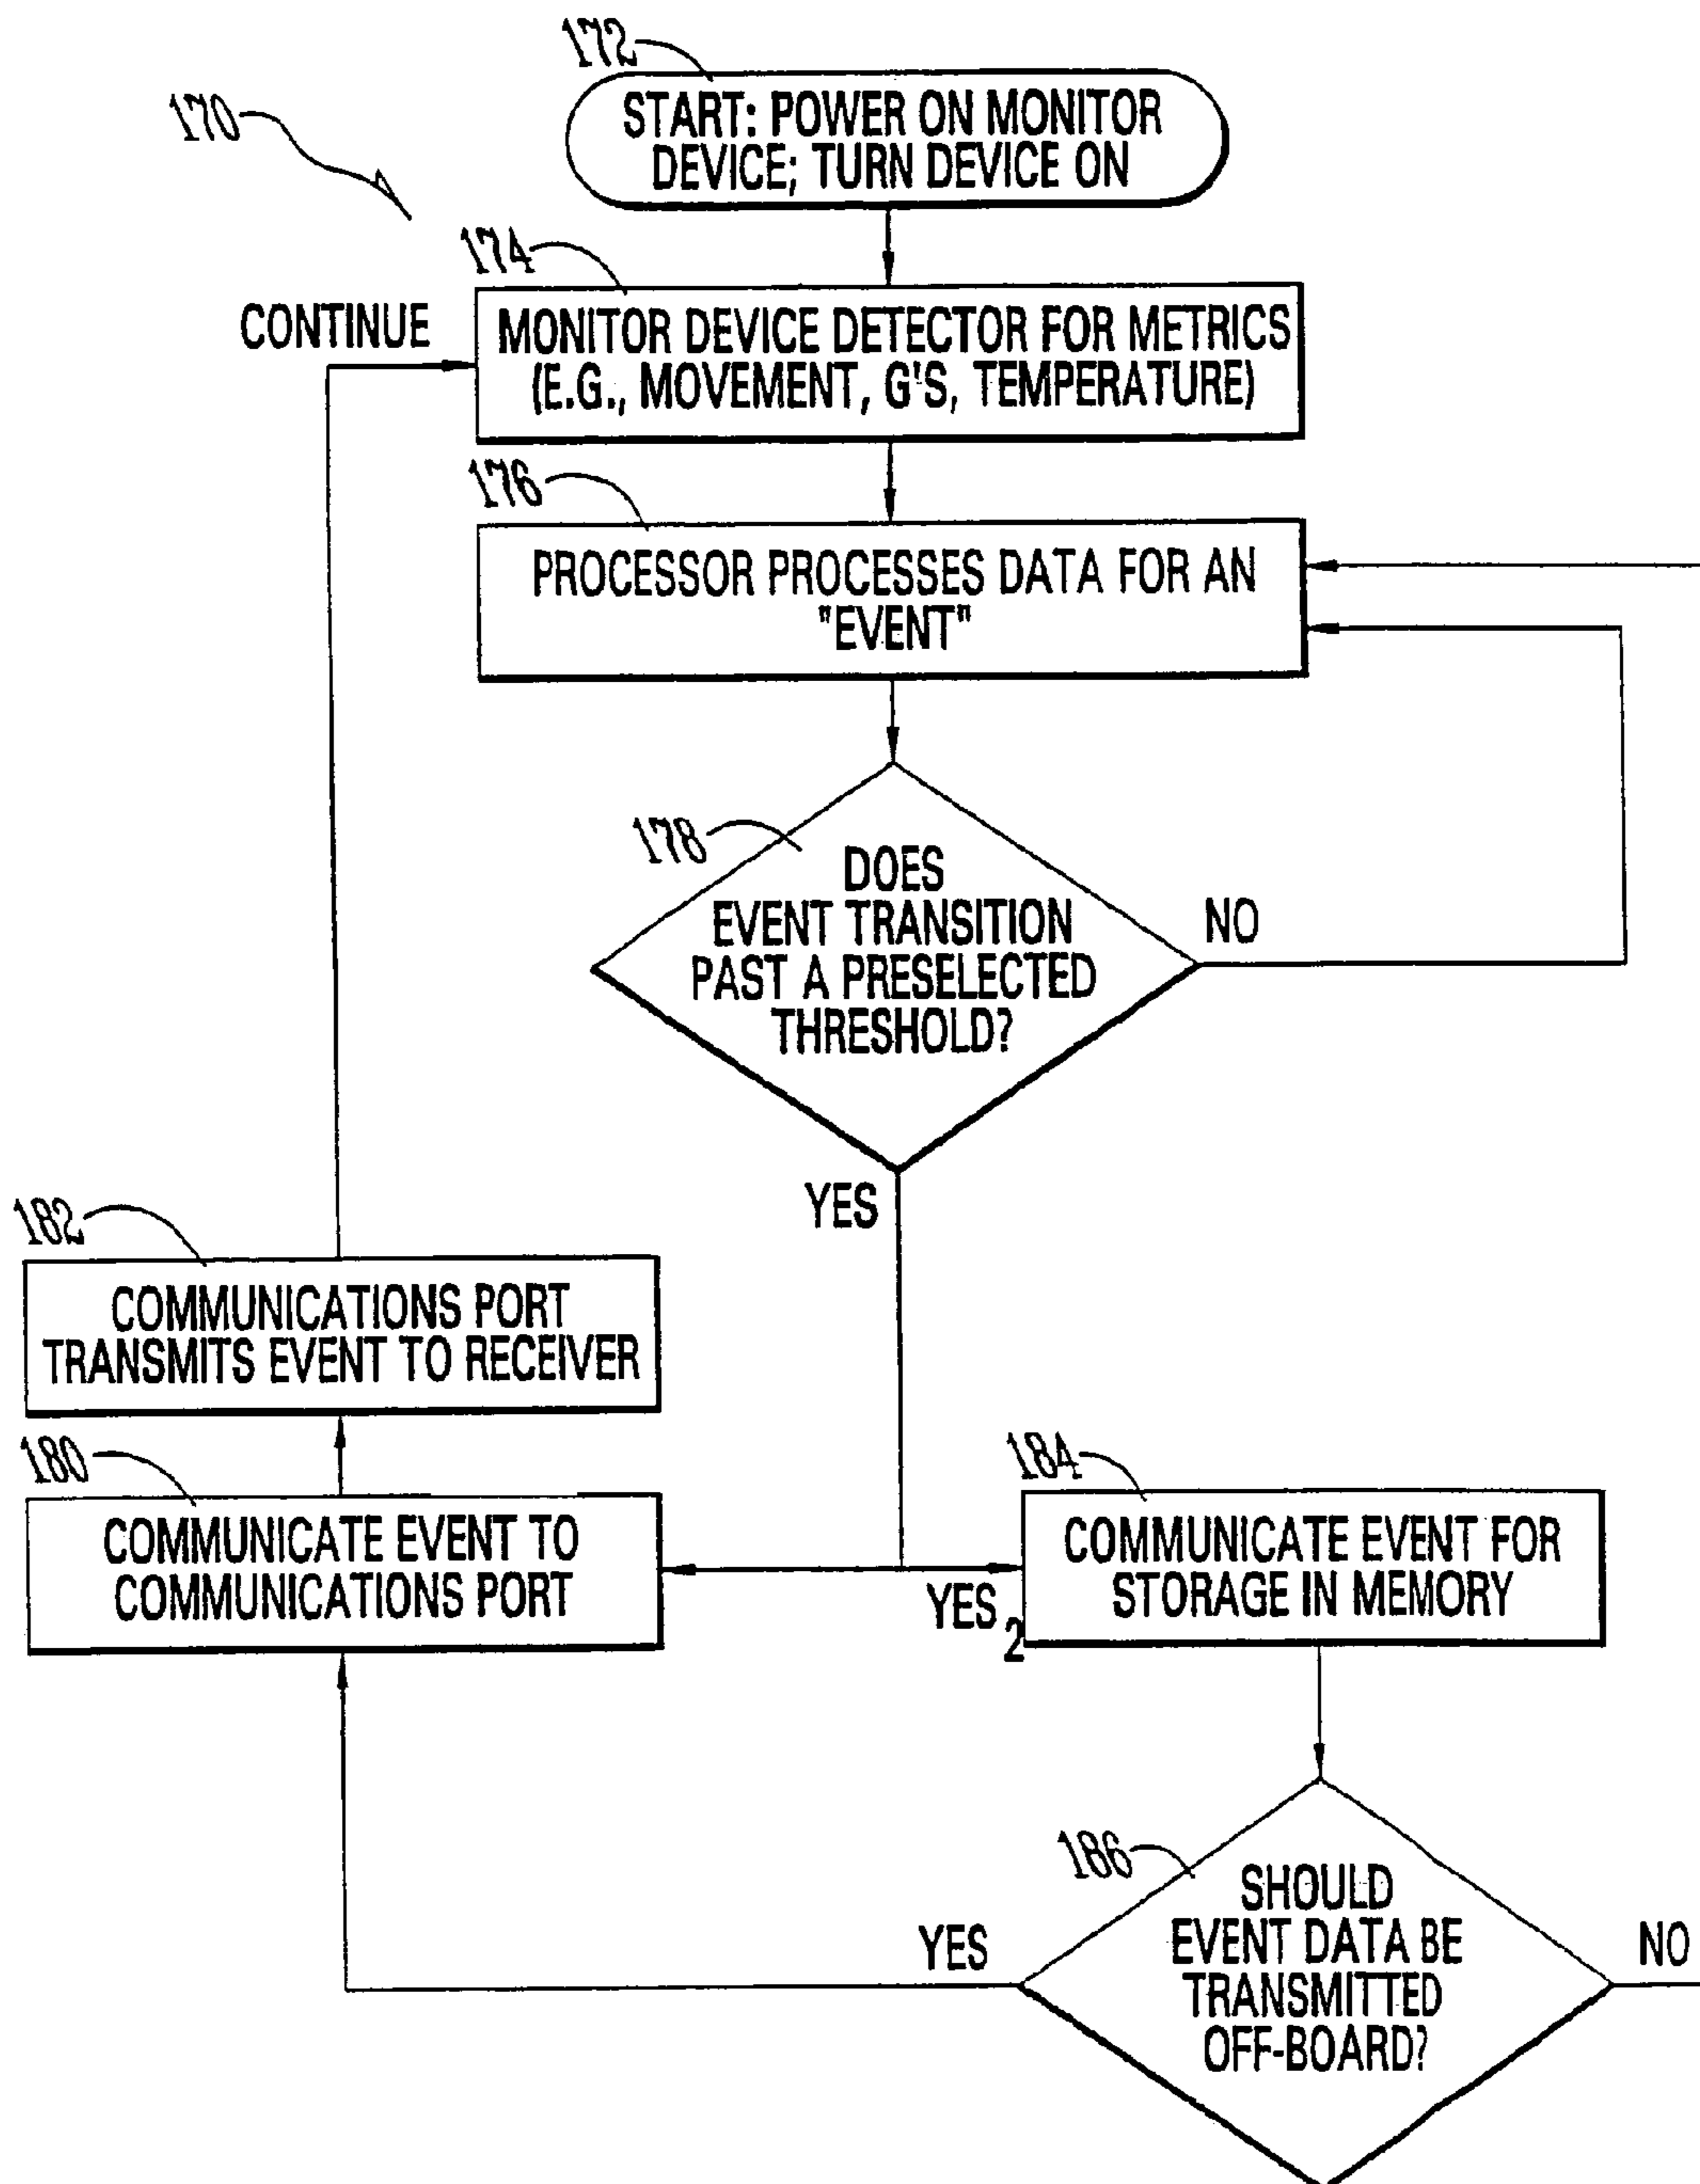 172
START: POWER ON MONITOR
DEVICE; TURN DEVICE ON
170
174
CONTINUE
MONITOR DEVICE DETECTOR FOR METRICS
(E.G., MOVEMENT, G'S, TEMPERATURE)
176
PROCESSOR PROCESSES DATA FOR AN
"EVENT"
178
DOES
EVENT TRANSITION
PAST A PRESELECTED
THRESHOLD?
NO
YES
182
COMMUNICATIONS PORT
TRANSMITS EVENT TO RECEIVER
180
COMMUNICATE EVENT TO
COMMUNICATIONS PORT
YES2
184
COMMUNICATE EVENT FOR
STORAGE IN MEMORY
186
SHOULD
EVENT DATA BE
TRANSMITTED
OFF-BOARD?
YES
NO